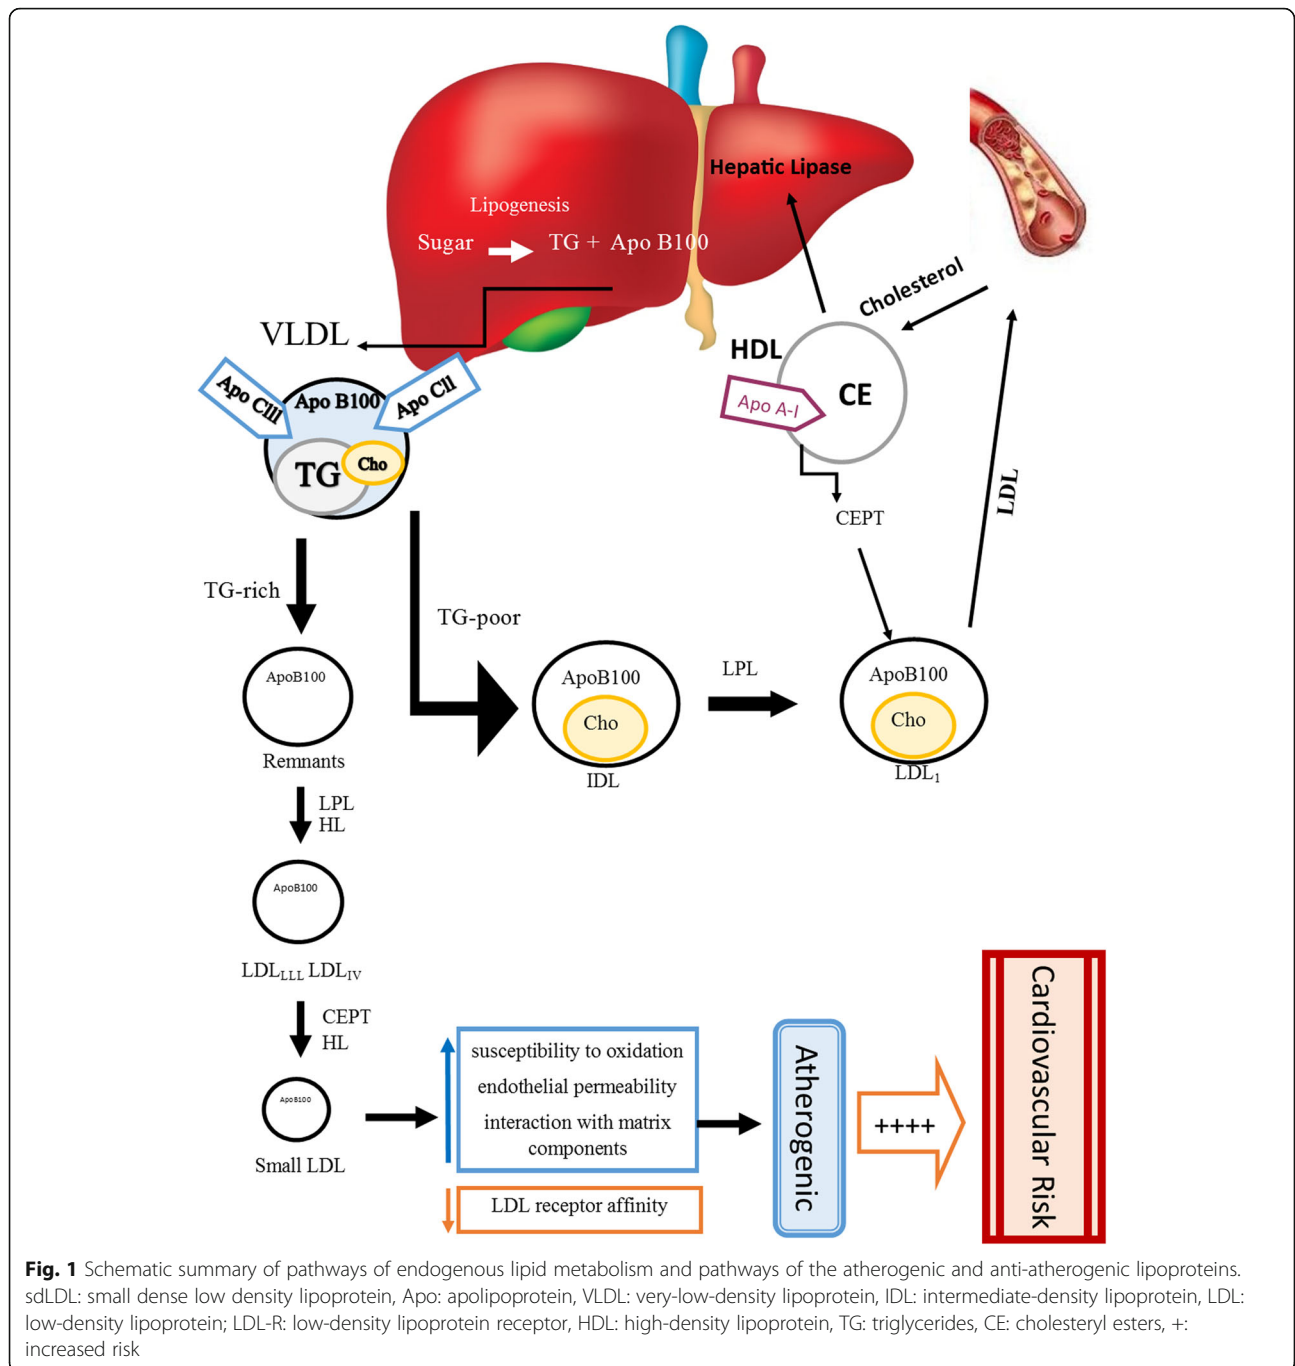 Hepatic Lipase
Lipogenesis
Sugar TG + Apo B100
Cholesterol
VLDL
HDL
Apo CIII
Apo B100
Apo CII
CE
Apo A-I
TG
Cho
LDL
CEPT
TG-rich
TG-poor
ApoB100
Remnants
ApoB100
Cho
IDL
LPL
ApoB100
Cho
LDL1
LPL
HL
ApoB100
LDLLLL LDLIV
CEPT
HL
ApoB100
Small LDL
susceptibility to oxidation
endothelial permeability
interaction with matrix
components
LDL receptor affinity
Atherogenic
++++
Cardiovascular Risk
Fig. 1 Schematic summary of pathways of endogenous lipid metabolism and pathways of the atherogenic and anti-atherogenic lipoproteins.
sdLDL: small dense low density lipoprotein, Apo: apolipoprotein, VLDL: very-low-density lipoprotein, IDL: intermediate-density lipoprotein, LDL:
low-density lipoprotein; LDL-R: low-density lipoprotein receptor, HDL: high-density lipoprotein, TG: triglycerides, CE: cholesteryl esters, +:
increased risk